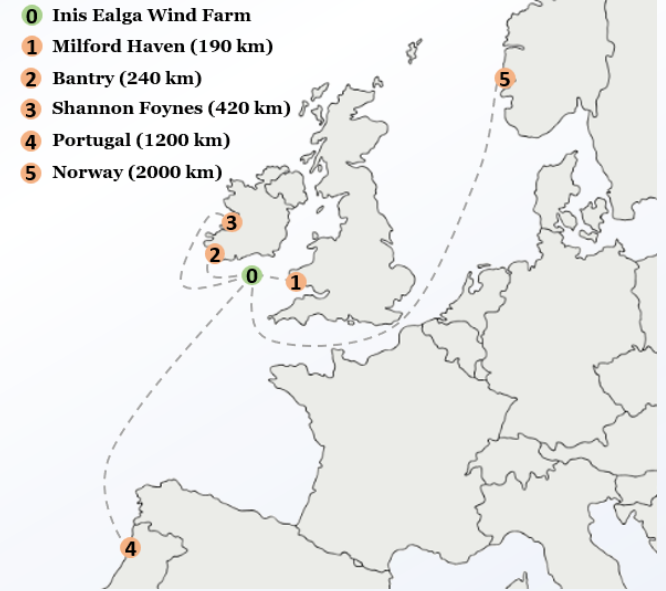 0 Inis Ealga Wind Farm
1 Milford Haven (190 km)
2 Bantry (240 km)
3 Shannon Foynes (420 km)
4 Portugal (1200 km)
5 Norway (2000 km)
5
3
2
0
1
4